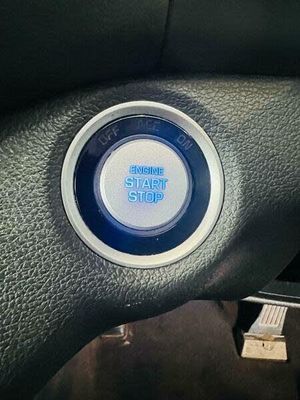 OFF ACC ON
ENGINE
START
STOP